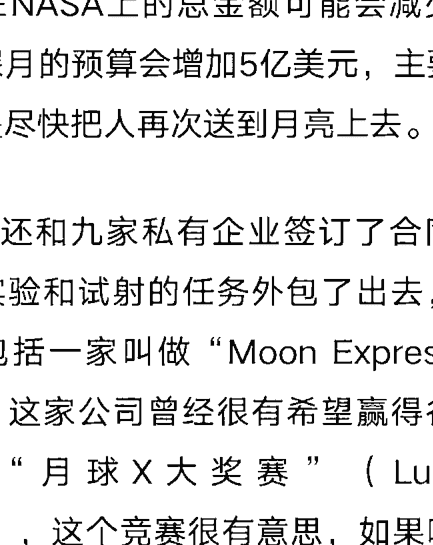 NASA上的总金额可能会减
月的预算会增加5亿美元，主
尽快把人再次送到月亮上去。
还和九家私有企业签订了合
验和试射的任务外包了出去，
括一家叫做“Moon Expres
这家公司曾经很有希望赢得
“月球X大奖赛”（Lu
，这个竞赛很有意思，如果